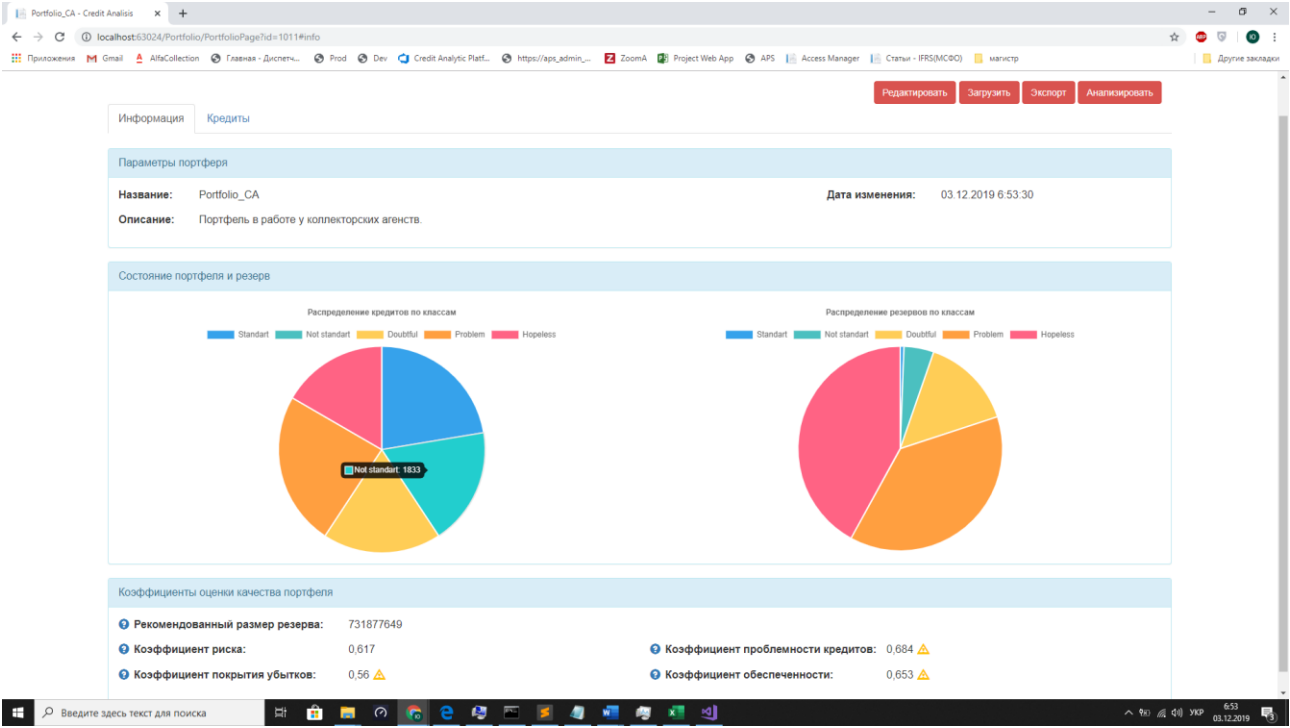 Portfolio_CA - Credit Analisis
localhost:63024/Portfolio/PortfolioPage?id=1011#info
Приложения Gmail AlfaCollection Главная - Диспетч... Prod Dev Credit Analytic Platf... https://aps_admin_... ZoomA Project Web App APS Access Manager Статьи - IFRS(МСФО) магистр Другие закладки
Редактировать Загрузить Экспорт Анализировать
Информация Кредиты
Параметры портферя
Название: Portfolio_CA Дата изменения: 03.12.2019 6:53:30
Описание: Портфель в работе у коллекторских агенств.
Состояние портфеля и резерв
Распределение кредитов по классам Распределение резервов по классам
Standart Not standart Doubtful Problem Hopeless Standart Not standart Doubtful Problem Hopeless
Not standart: 1833
Коэффициенты оценки качества портфеля
Рекомендованный размер резерва: 731877649
Коэффициент риска: 0,617 Коэффициент проблемности кредитов: 0,684
Коэффициент покрытия убытков: 0,56 Коэффициент обеспеченности: 0,653
Введите здесь текст для поиска УКР 6:53
03.12.2019